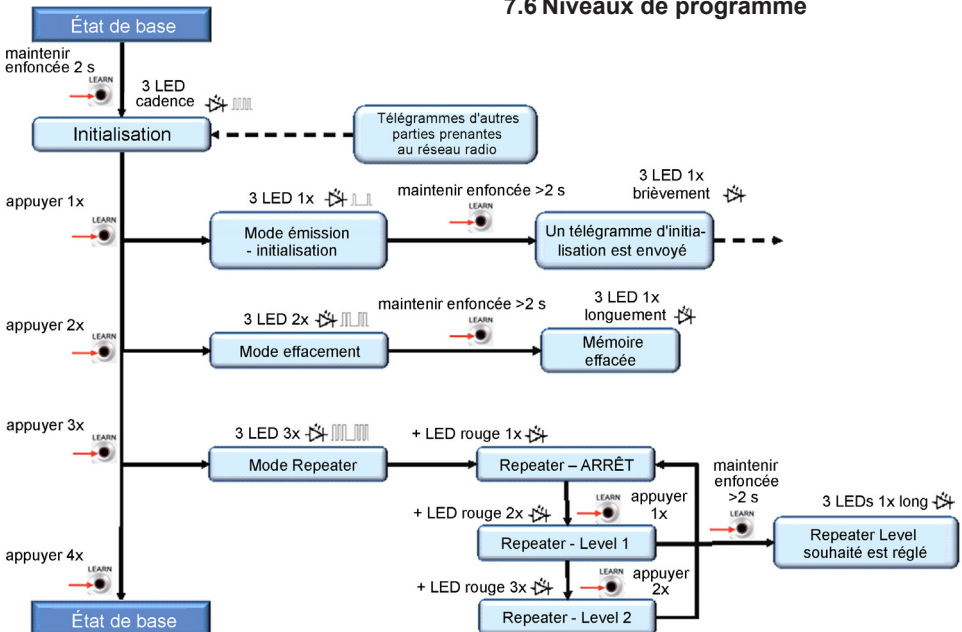 7.6 Niveaux de programme
État de base
maintenir
enfoncée 2 s
LEARN
3 LED
cadence
Initialisation
Télégrammes d'autres
parties prenantes
au réseau radio
appuyer 1x
LEARN
3 LED 1x
Mode émission
- initialisation
maintenir enfoncée >2 s
LEARN
3 LED 1x
brièvement
Un télégramme d'initia-
lisation est envoyé
appuyer 2x
LEARN
3 LED 2x
Mode effacement
maintenir enfoncée >2 s
LEARN
3 LED 1x
longuement
Mémoire
effacée
appuyer 3x
LEARN
3 LED 3x
Mode Repeater
+ LED rouge 1x
Repeater – ARRÊT
LEARN
appuyer
1x
+ LED rouge 2x
Repeater - Level 1
maintenir
enfoncée
>2 s
LEARN
3 LEDs 1x long
Repeater Level
souhaité est réglé
LEARN
appuyer
2x
+ LED rouge 3x
Repeater - Level 2
appuyer 4x
LEARN
État de base